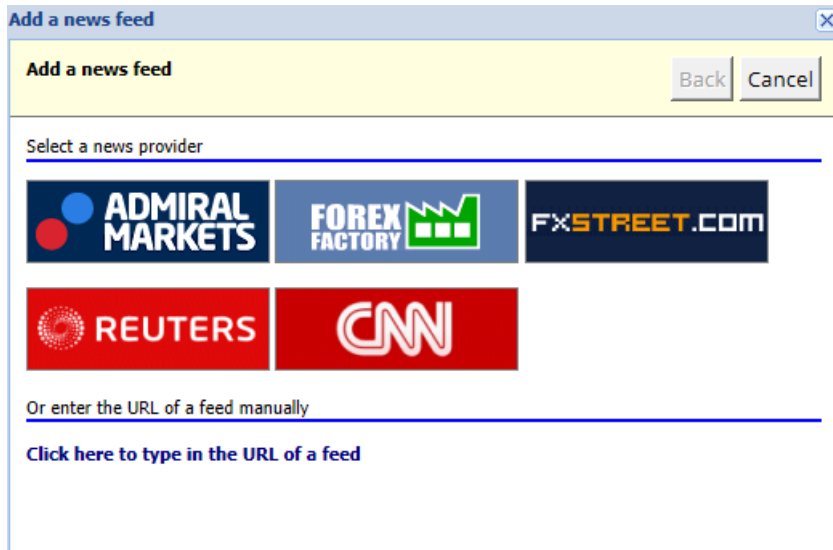 Add a news feed
Add a news feed
Back Cancel
Select a news provider
ADMIRAL
MARKETS
FOREX
FACTORY
FXSTREET.COM
REUTERS
CNN
Or enter the URL of a feed manually
Click here to type in the URL of a feed